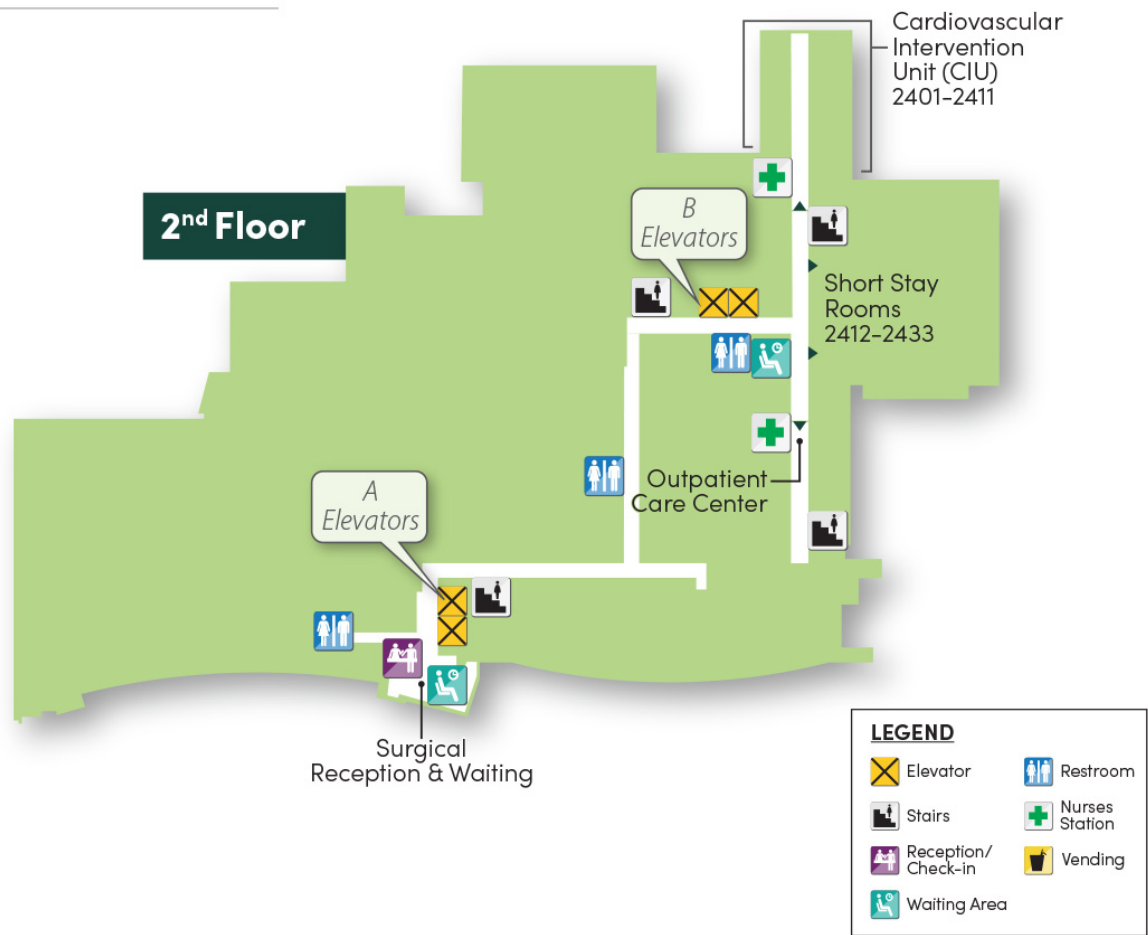 Cardiovascular
Intervention
Unit (CIU)
2401-2411
2nd Floor
B
Elevators
Short Stay
Rooms
2412-2433
Outpatient
Care Center
A
Elevators
Surgical
Reception & Waiting
LEGEND
Elevator
Restroom
Stairs
Nurses
Station
Reception/
Check-in
Vending
Waiting Area